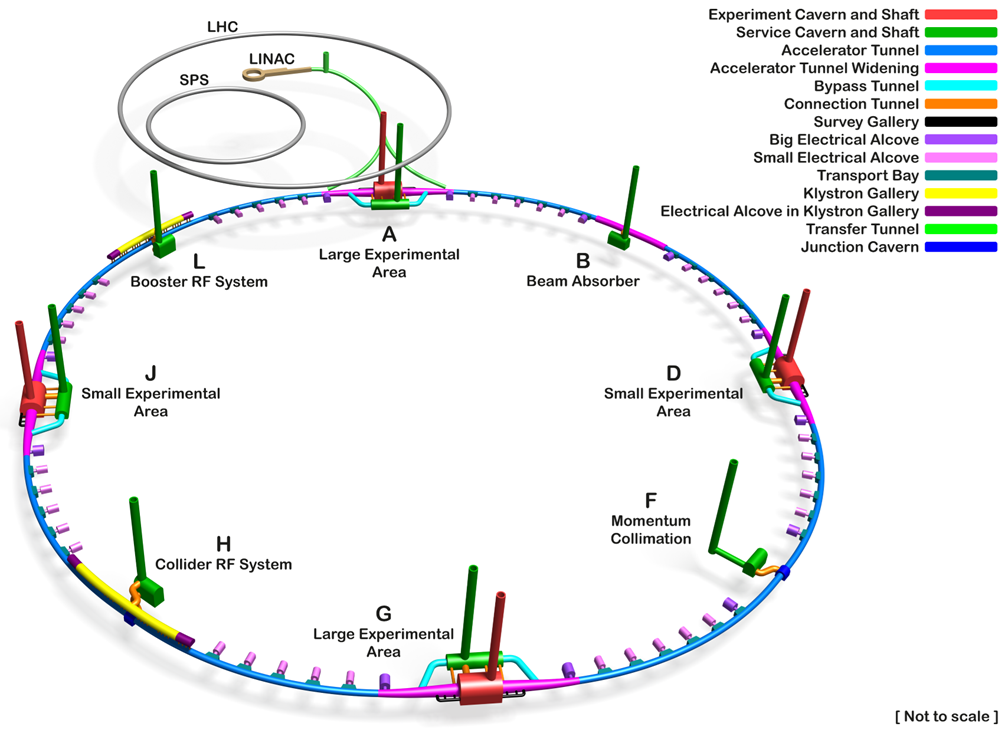 LHC
LINAC
SPS
Experiment Cavern and Shaft
Service Cavern and Shaft
Accelerator Tunnel
Accelerator Tunnel Widening
Bypass Tunnel
Connection Tunnel
Survey Gallery
Big Electrical Alcove
Small Electrical Alcove
Transport Bay
Klystron Gallery
Electrical Alcove in Klystron Gallery
Transfer Tunnel
Junction Cavern
A
Large Experimental
Area
L
Booster RF System
B
Beam Absorber
J
Small Experimental
Area
D
Small Experimental
Area
F
Momentum
Collimation
H
Collider RF System
G
Large Experimental
Area
[ Not to scale ]